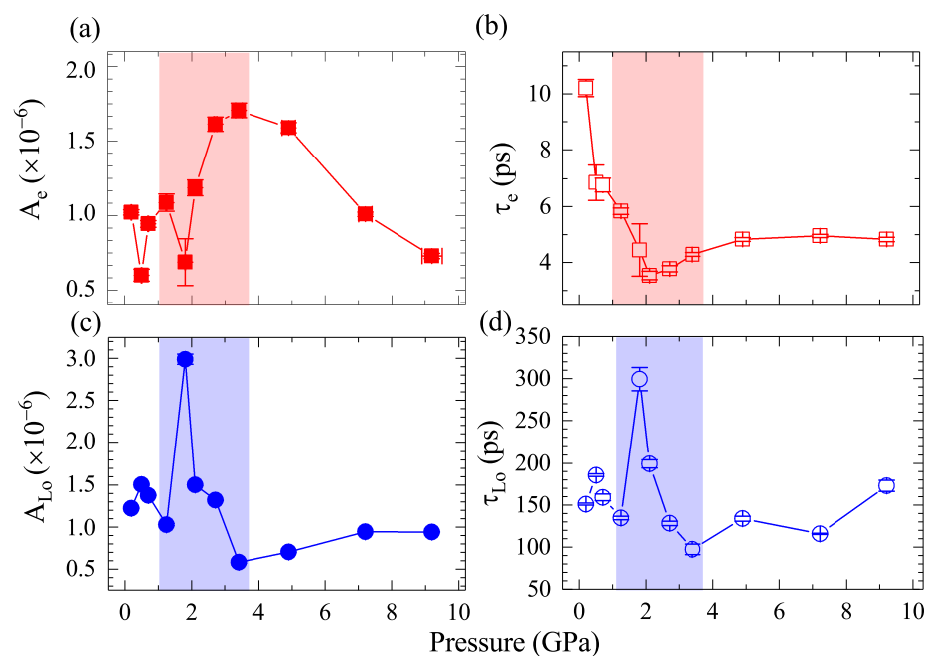 (a)
(b)
2.0
1.5
1.0
0.5
A_e (×10⁻⁶)
10
8
6
4
τ_e (ps)
(c)
(d)
3.0
2.5
2.0
1.5
1.0
0.5
A_Lo (×10⁻⁶)
350
300
250
200
150
100
50
τ_Lo (ps)
0 2 4 6 8 10
0 2 4 6 8 10
Pressure (GPa)